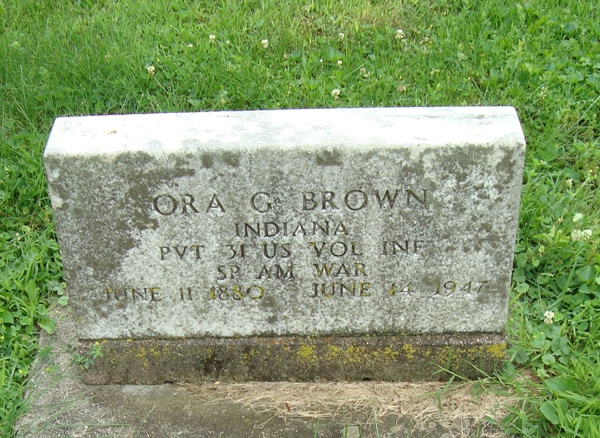 ORA G BROWN
INDIANA
PVT 31 US VOL INF
SP AM WAR
JUNE 11 1880 JUNE 14 1947